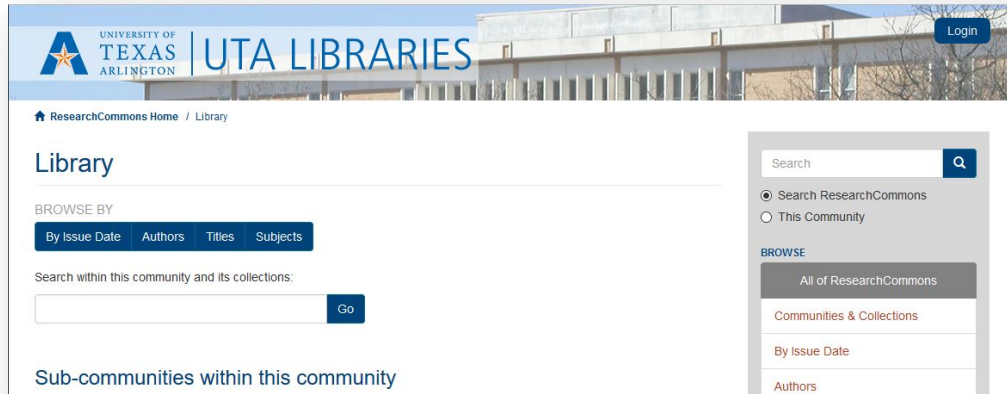 UNIVERSITY OF
TEXAS
ARLINGTON
UTA LIBRARIES
Login
ResearchCommons Home / Library
Library
BROWSE BY
By Issue Date Authors Titles Subjects
Search within this community and its collections:
Go
Sub-communities within this community
Search
Search ResearchCommons
This Community
BROWSE
All of ResearchCommons
Communities & Collections
By Issue Date
Authors